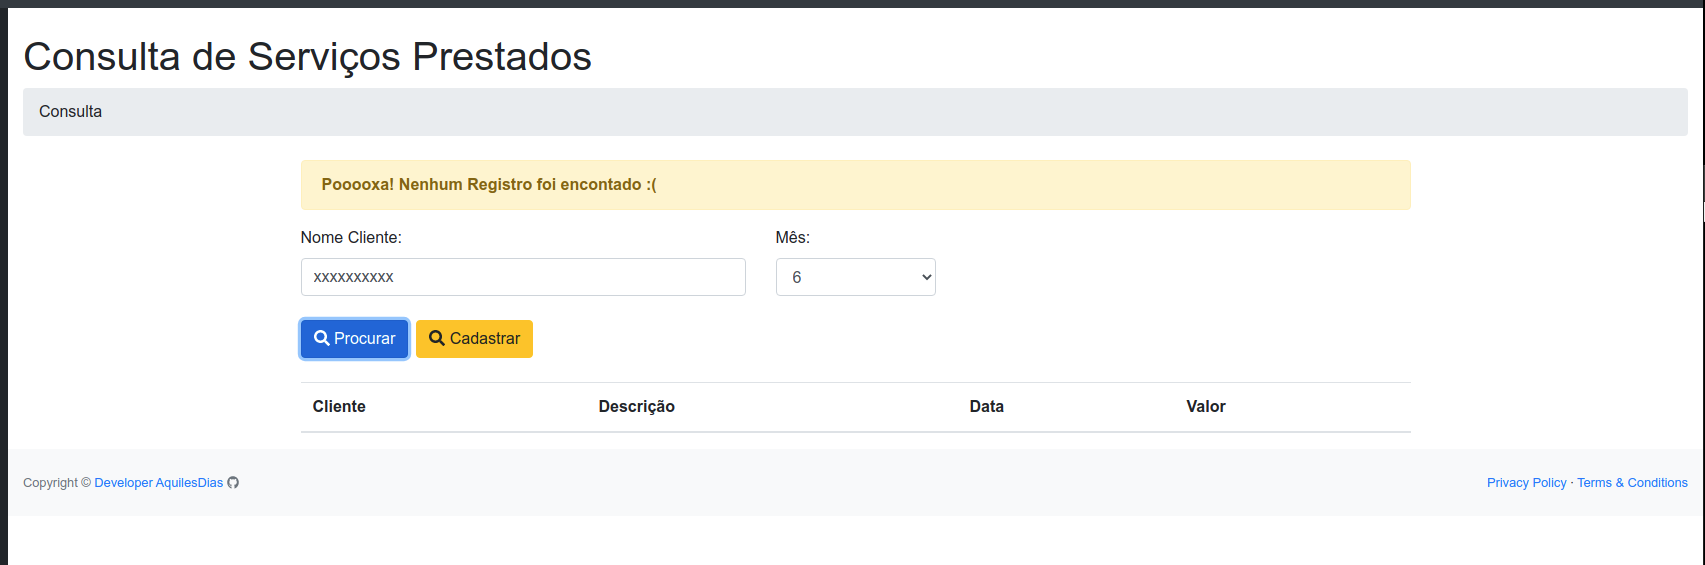 Consulta de Serviços Prestados
Consulta
Pooooxa! Nenhum Registro foi encontado :(
Nome Cliente: Mês:
xxxxxxxxxx 6
Procurar Cadastrar
Cliente Descrição Data Valor
Copyright © Developer AquilesDias Privacy Policy · Terms & Conditions